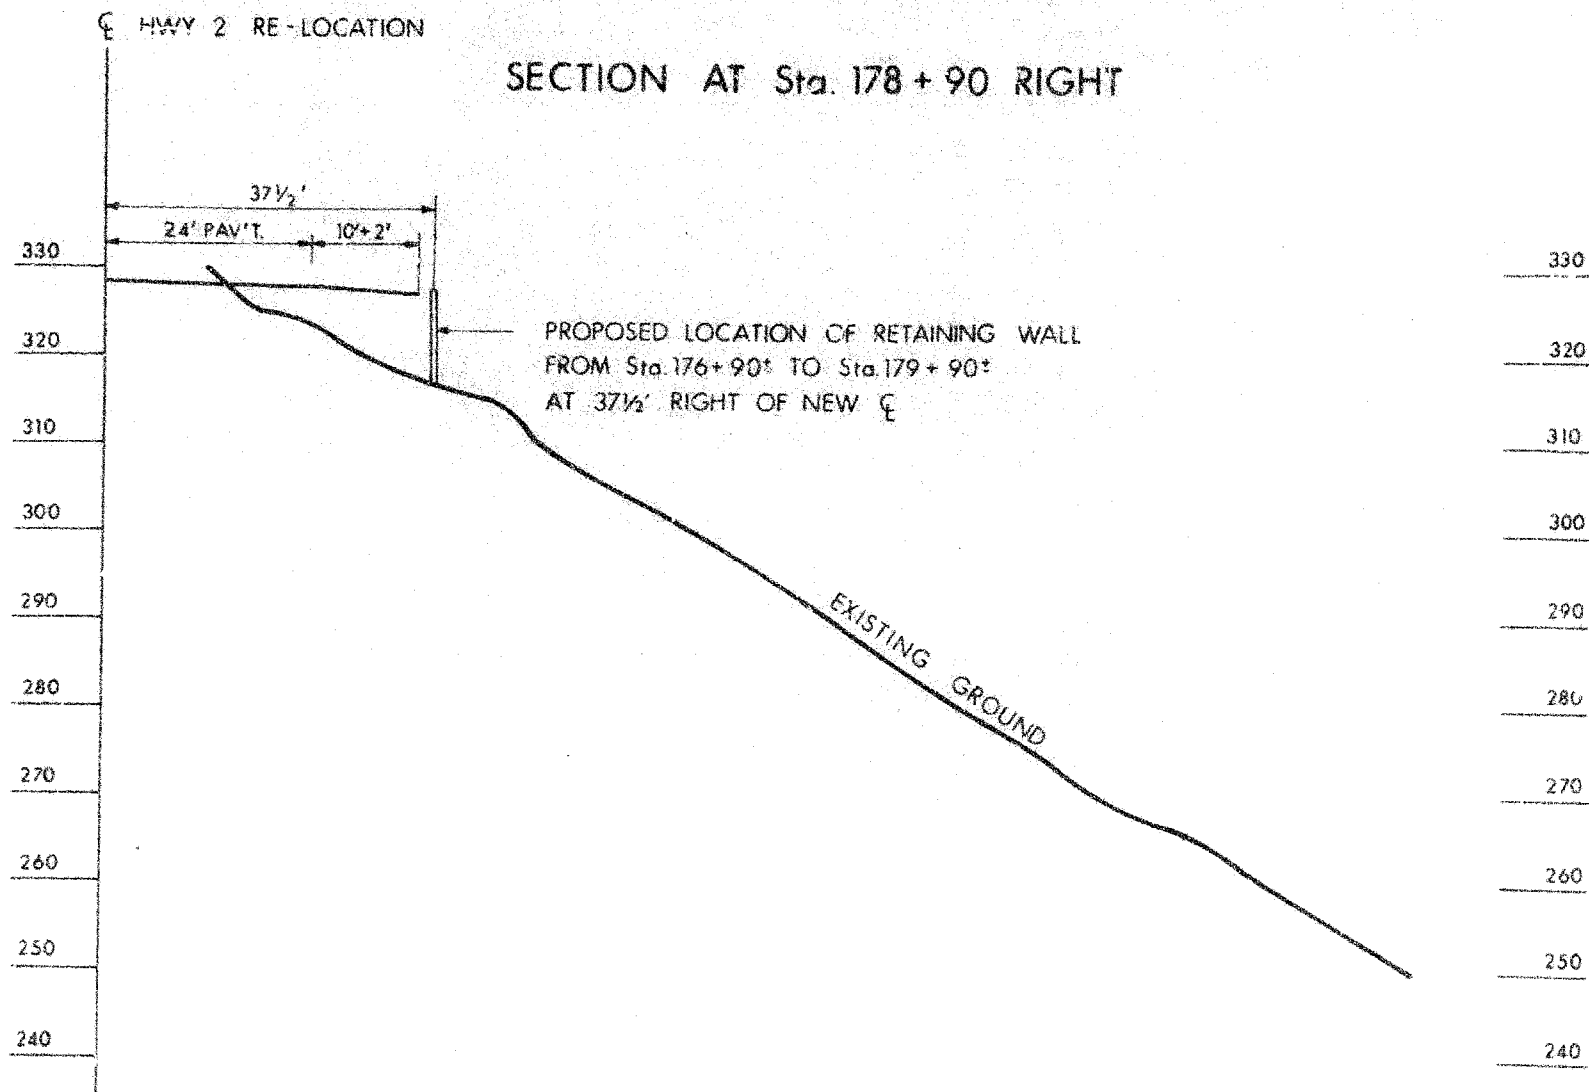 ℄ HWY 2 RE-LOCATION
SECTION AT Sta. 178 + 90 RIGHT
37½'
24' PAV'T. 10'+2'
330 330
PROPOSED LOCATION OF RETAINING WALL
320 FROM Sta. 176+90± TO Sta. 179+90± 320
AT 37½' RIGHT OF NEW ℄
310 310
300 300
290 290
EXISTING GROUND
280 280
270 270
260 260
250 250
240 240